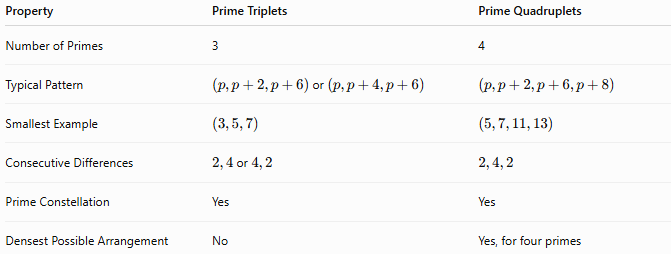 Property Prime Triplets Prime Quadruplets
Number of Primes 3 4
Typical Pattern (p, p + 2, p + 6) or (p, p + 4, p + 6) (p, p + 2, p + 6, p + 8)
Smallest Example (3, 5, 7) (5, 7, 11, 13)
Consecutive Differences 2, 4 or 4, 2 2, 4, 2
Prime Constellation Yes Yes
Densest Possible Arrangement No Yes, for four primes